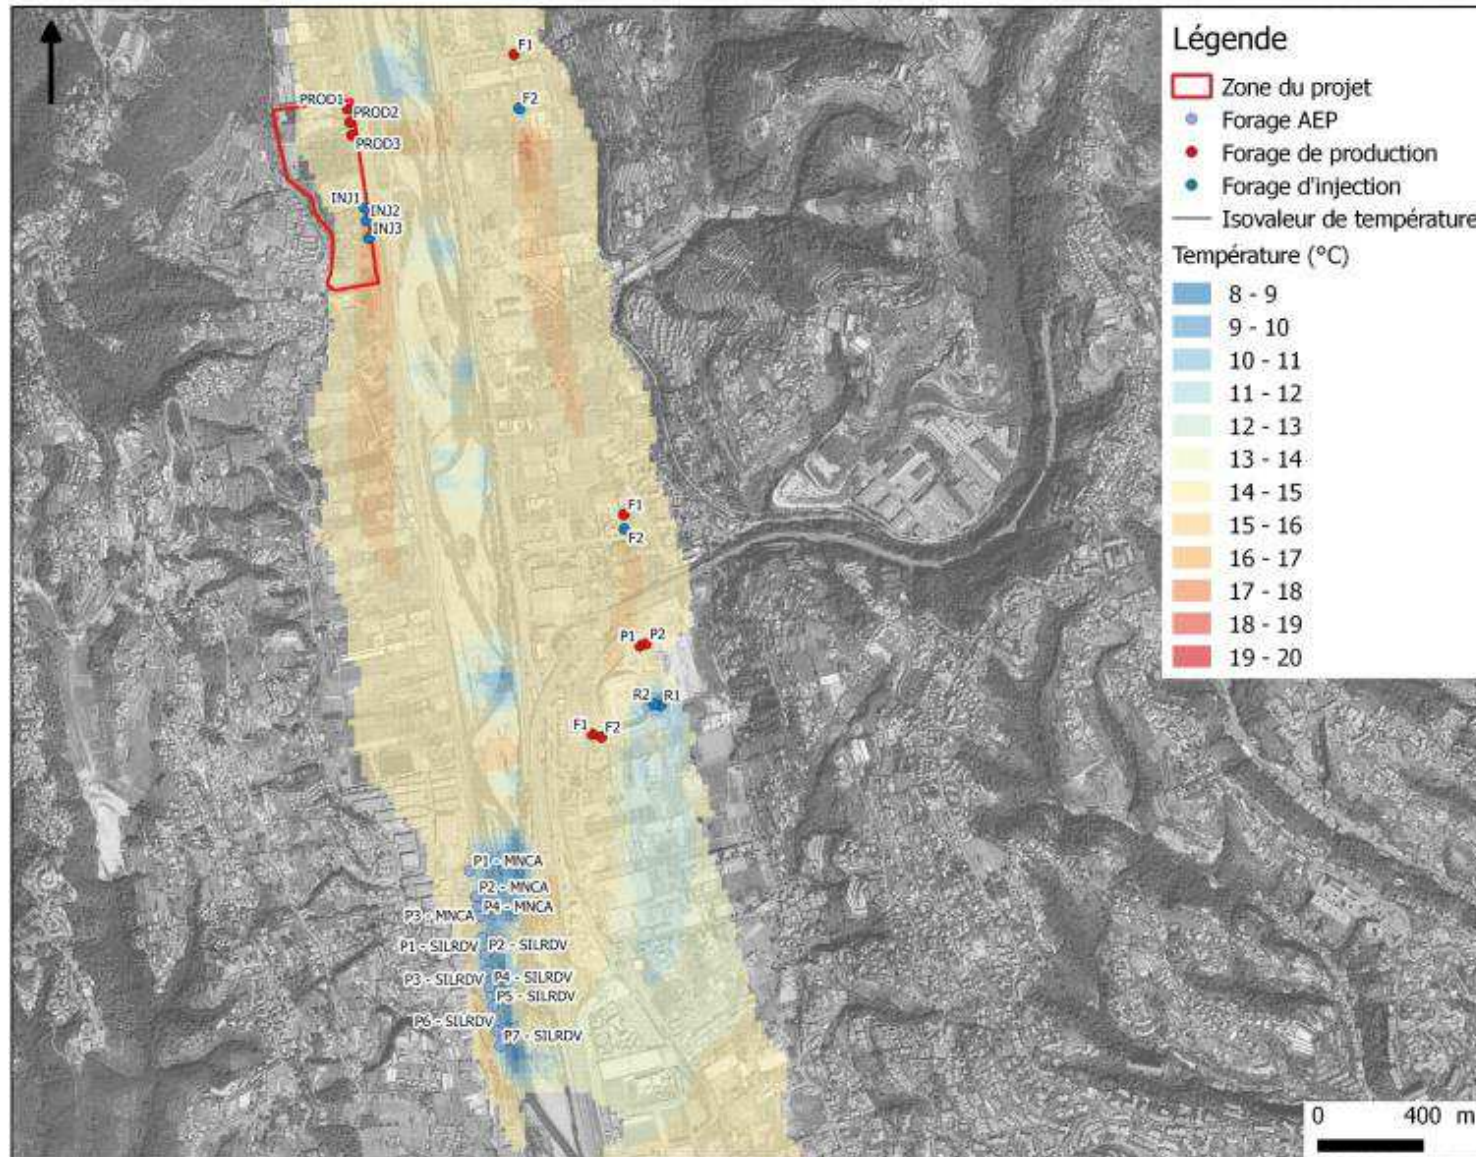 Légende
Zone du projet
Forage AEP
Forage de production
Forage d'injection
Isovaleur de température
Température (°C)
8 - 9
9 - 10
10 - 11
11 - 12
12 - 13
13 - 14
14 - 15
15 - 16
16 - 17
17 - 18
18 - 19
19 - 20
F1
F2
PROD1
PROD2
PROD3
INJ1
INJ2
INJ3
F1
F2
P1 P2
R2 R1
F1 F2
P1 - MNCA
P2 - MNCA
P4 - MNCA
P3 - MNCA
P1 - SILRDV P2 - SILRDV
P3 - SILRDV P4 - SILRDV
P5 - SILRDV
P6 - SILRDV
P7 - SILRDV
0 400 m